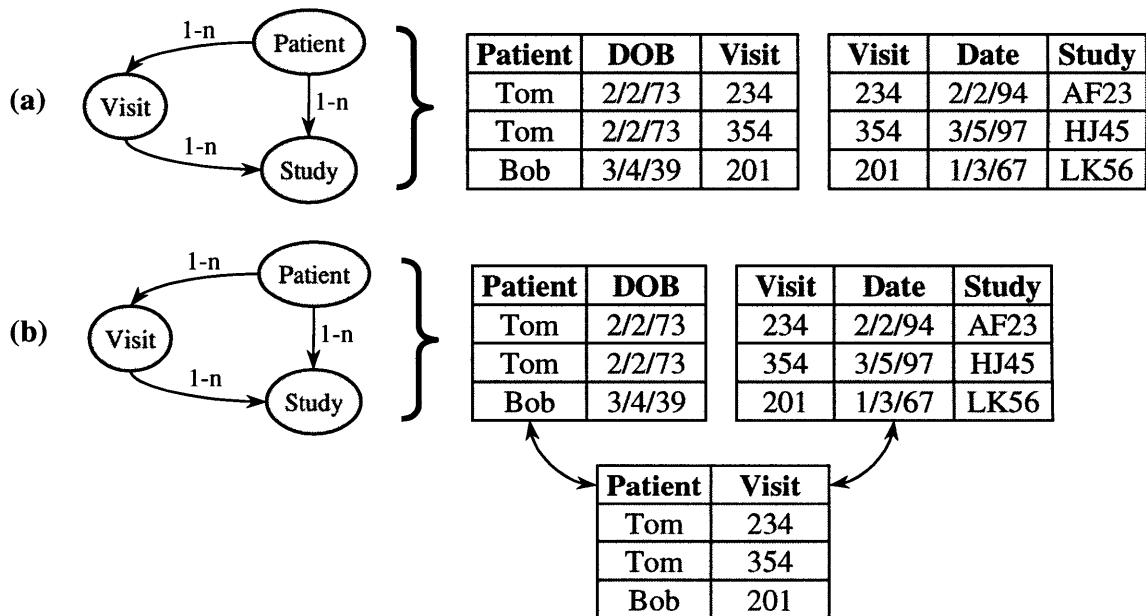 (a)
1-n
Patient
1-n
Visit
1-n
Study
Patient DOB Visit
Tom 2/2/73 234
Tom 2/2/73 354
Bob 3/4/39 201
Visit Date Study
234 2/2/94 AF23
354 3/5/97 HJ45
201 1/3/67 LK56
(b)
1-n
Patient
1-n
Visit
1-n
Study
Patient DOB
Tom 2/2/73
Tom 2/2/73
Bob 3/4/39
Visit Date Study
234 2/2/94 AF23
354 3/5/97 HJ45
201 1/3/67 LK56
Patient Visit
Tom 234
Tom 354
Bob 201